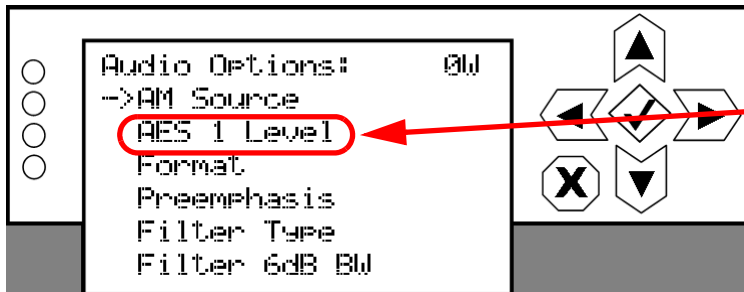 Audio Options: 0W
->AM Source
AES 1 Level
Format
Preemphasis
Filter Type
Filter 6dB BW
X